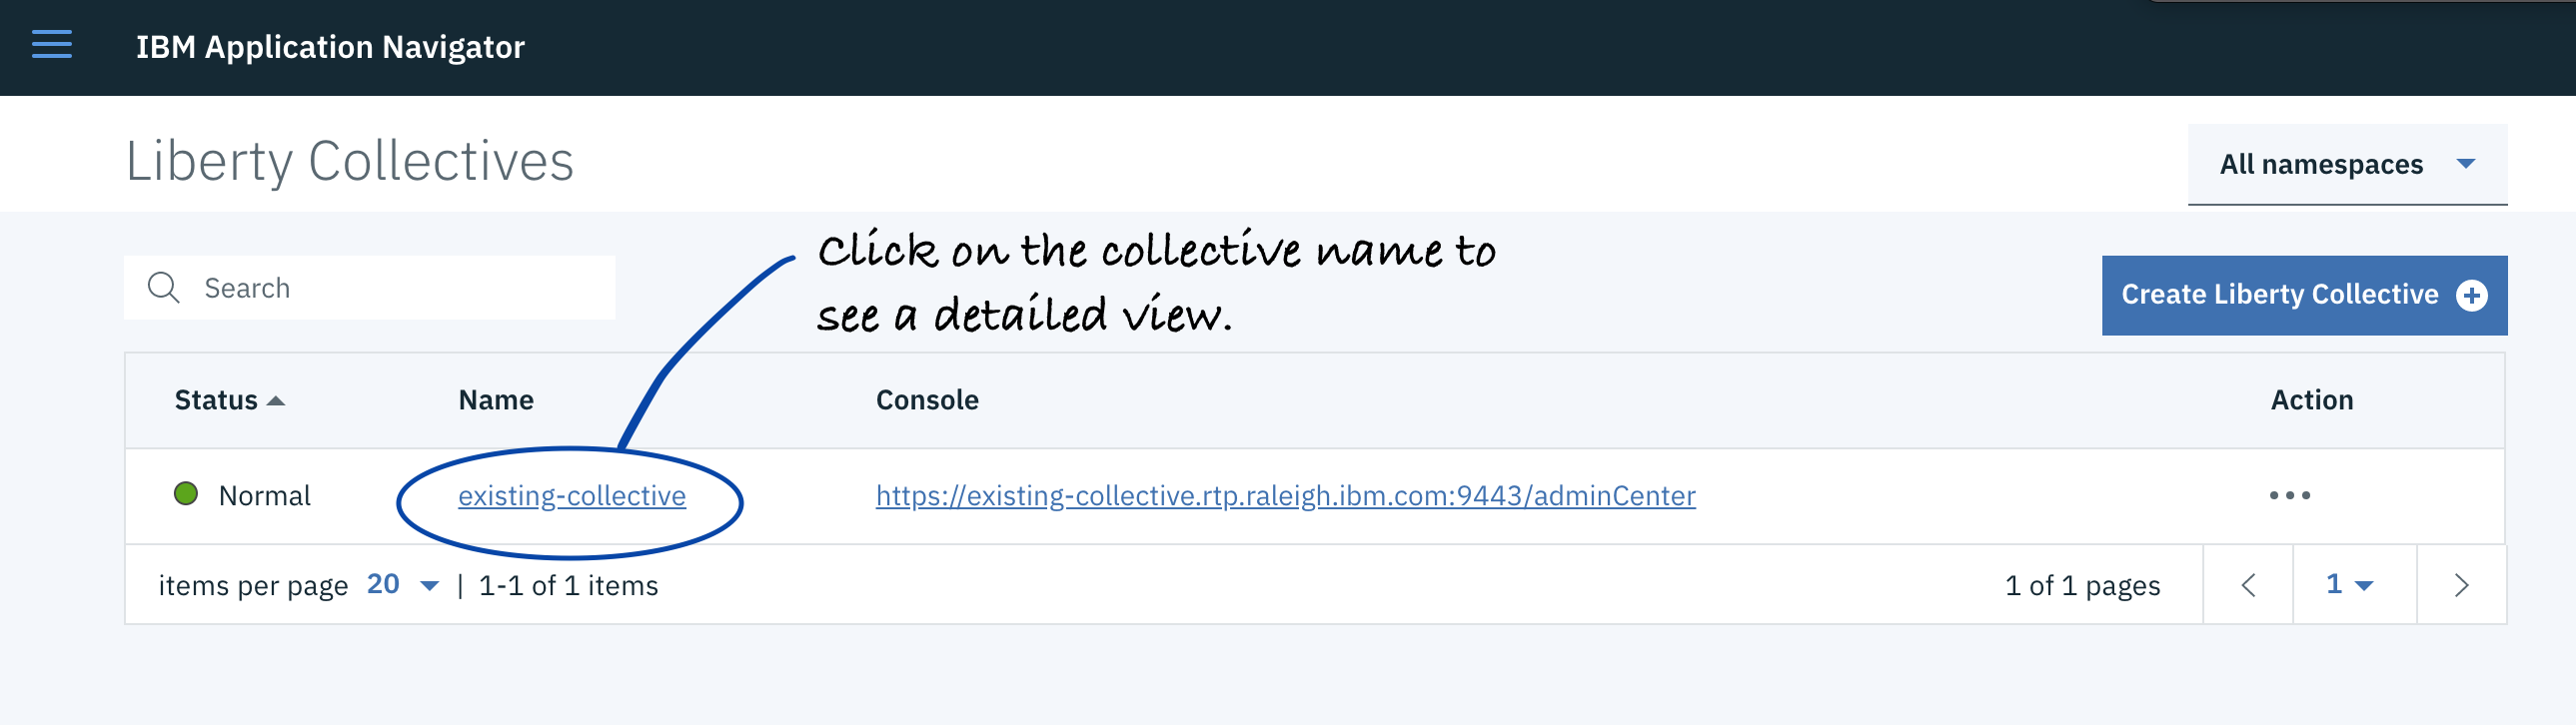 IBM Application Navigator
Liberty Collectives
All namespaces
Click on the collective name to
see a detailed view.
Search
Create Liberty Collective
Status Name Console Action
Normal existing-collective https://existing-collective.rtp.raleigh.ibm.com:9443/adminCenter
items per page 20 | 1-1 of 1 items 1 of 1 pages 1